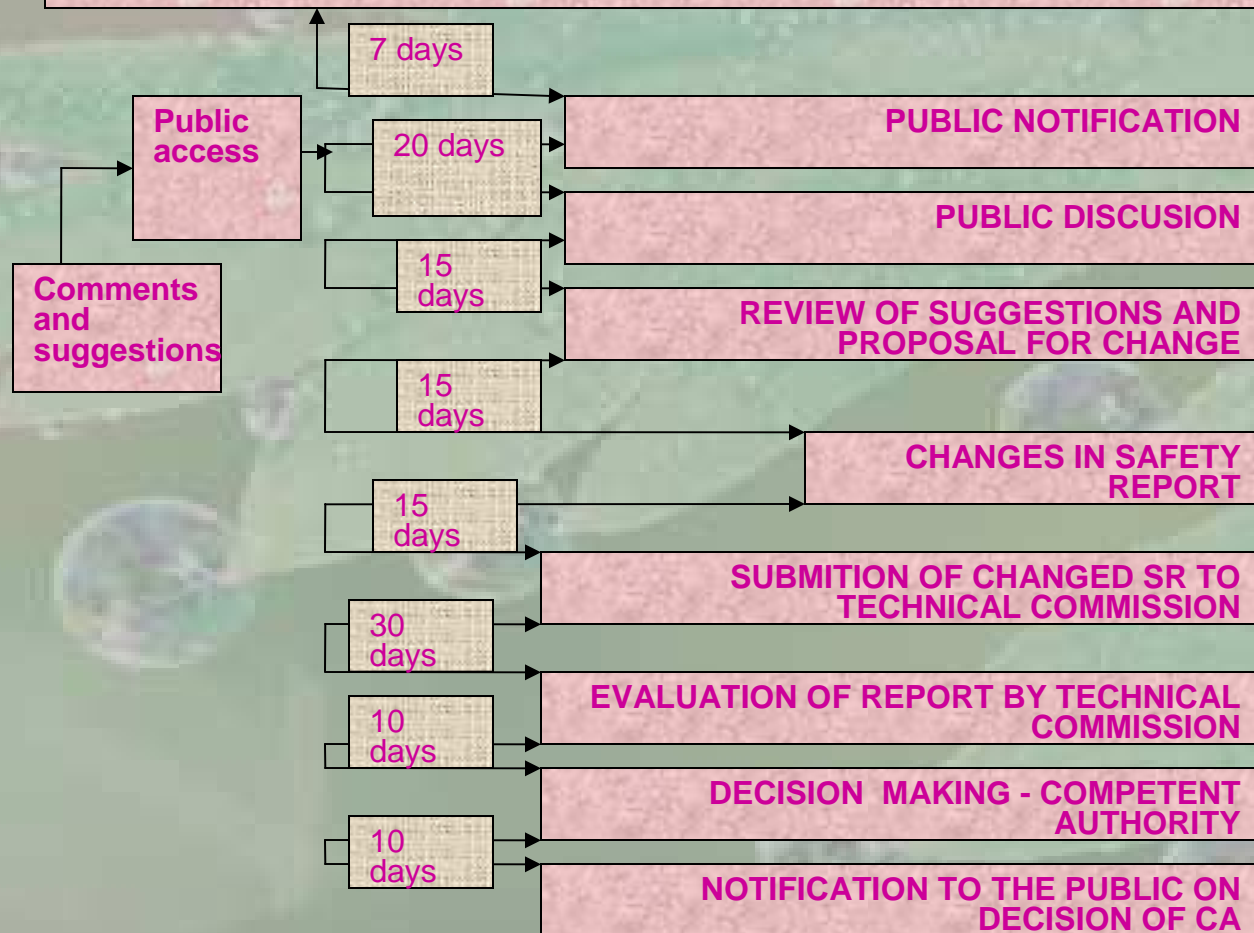 7 days
PUBLIC NOTIFICATION
Public
access
20 days
PUBLIC DISCUSION
15
days
Comments
and
suggestions
REVIEW OF SUGGESTIONS AND
PROPOSAL FOR CHANGE
15
days
CHANGES IN SAFETY
REPORT
15
days
SUBMITION OF CHANGED SR TO
TECHNICAL COMMISSION
30
days
EVALUATION OF REPORT BY TECHNICAL
COMMISSION
10
days
DECISION  MAKING - COMPETENT
AUTHORITY
10
days
NOTIFICATION TO THE PUBLIC ON
DECISION OF CA